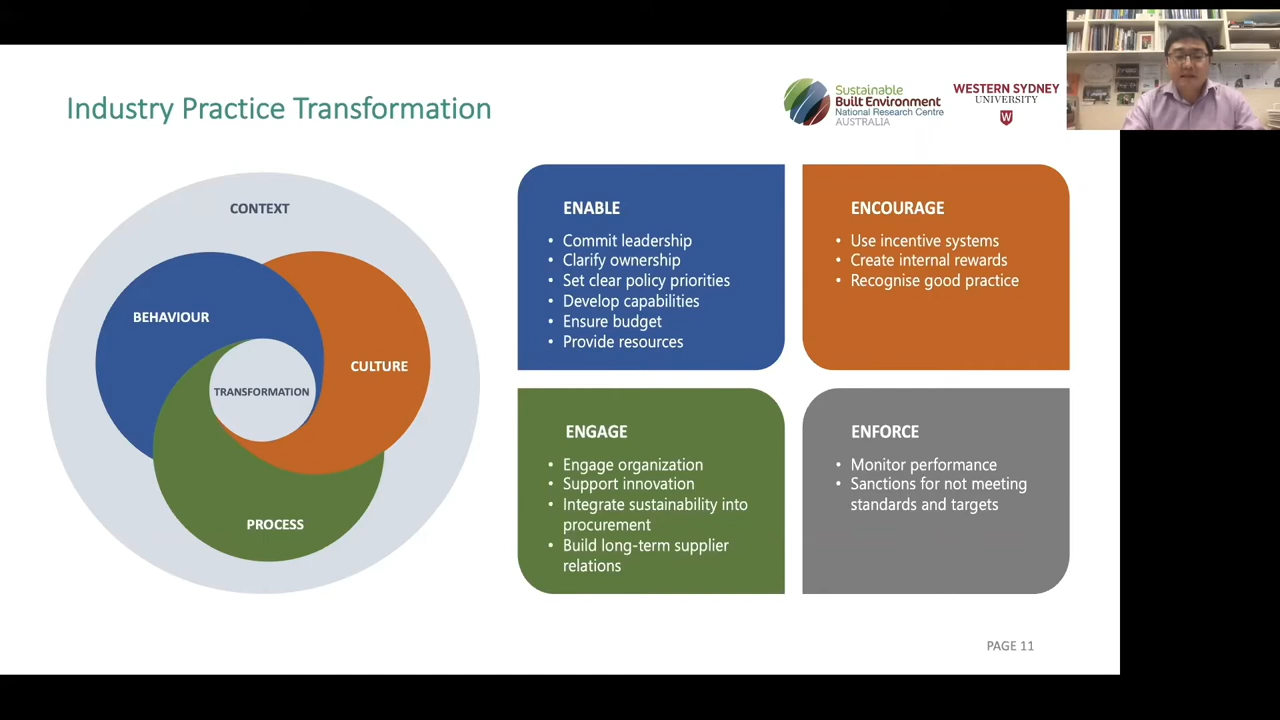 Industry Practice Transformation
Sustainable
Built Environment
National Research Centre
AUSTRALIA
WESTERN SYDNEY
UNIVERSITY
W
CONTEXT
BEHAVIOUR
CULTURE
TRANSFORMATION
PROCESS
ENABLE
• Commit leadership
• Clarify ownership
• Set clear policy priorities
• Develop capabilities
• Ensure budget
• Provide resources
ENCOURAGE
• Use incentive systems
• Create internal rewards
• Recognise good practice
ENGAGE
• Engage organization
• Support innovation
• Integrate sustainability into
procurement
• Build long-term supplier
relations
ENFORCE
• Monitor performance
• Sanctions for not meeting
standards and targets
PAGE 11